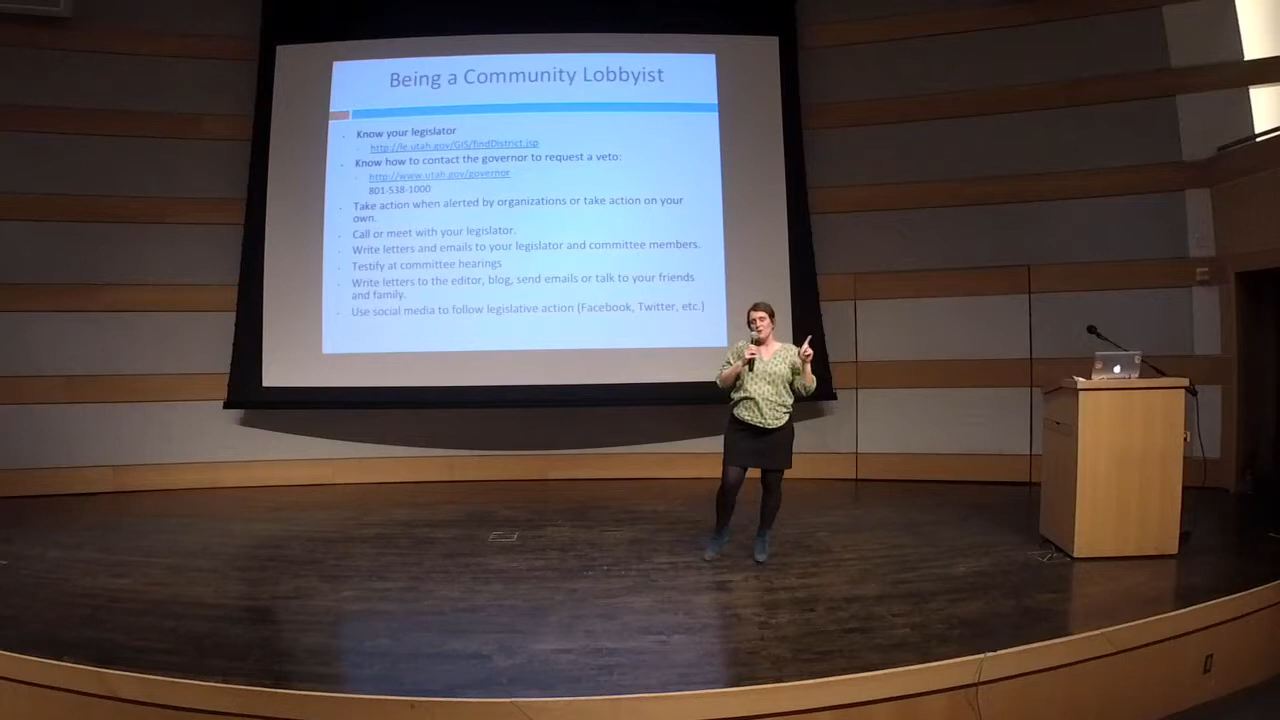 Being a Community Lobbyist
Know your legislator
http://le.utah.gov/GIS/findDistrict.jsp
Know how to contact the governor to request a veto:
http://www.utah.gov/governor
801-538-1000
Take action when alerted by organizations or take action on your
own.
Call or meet with your legislator.
Write letters and emails to your legislator and committee members.
Testify at committee hearings
Write letters to the editor, blog, send emails or talk to your friends
and family.
Use social media to follow legislative action (Facebook, Twitter, etc.)